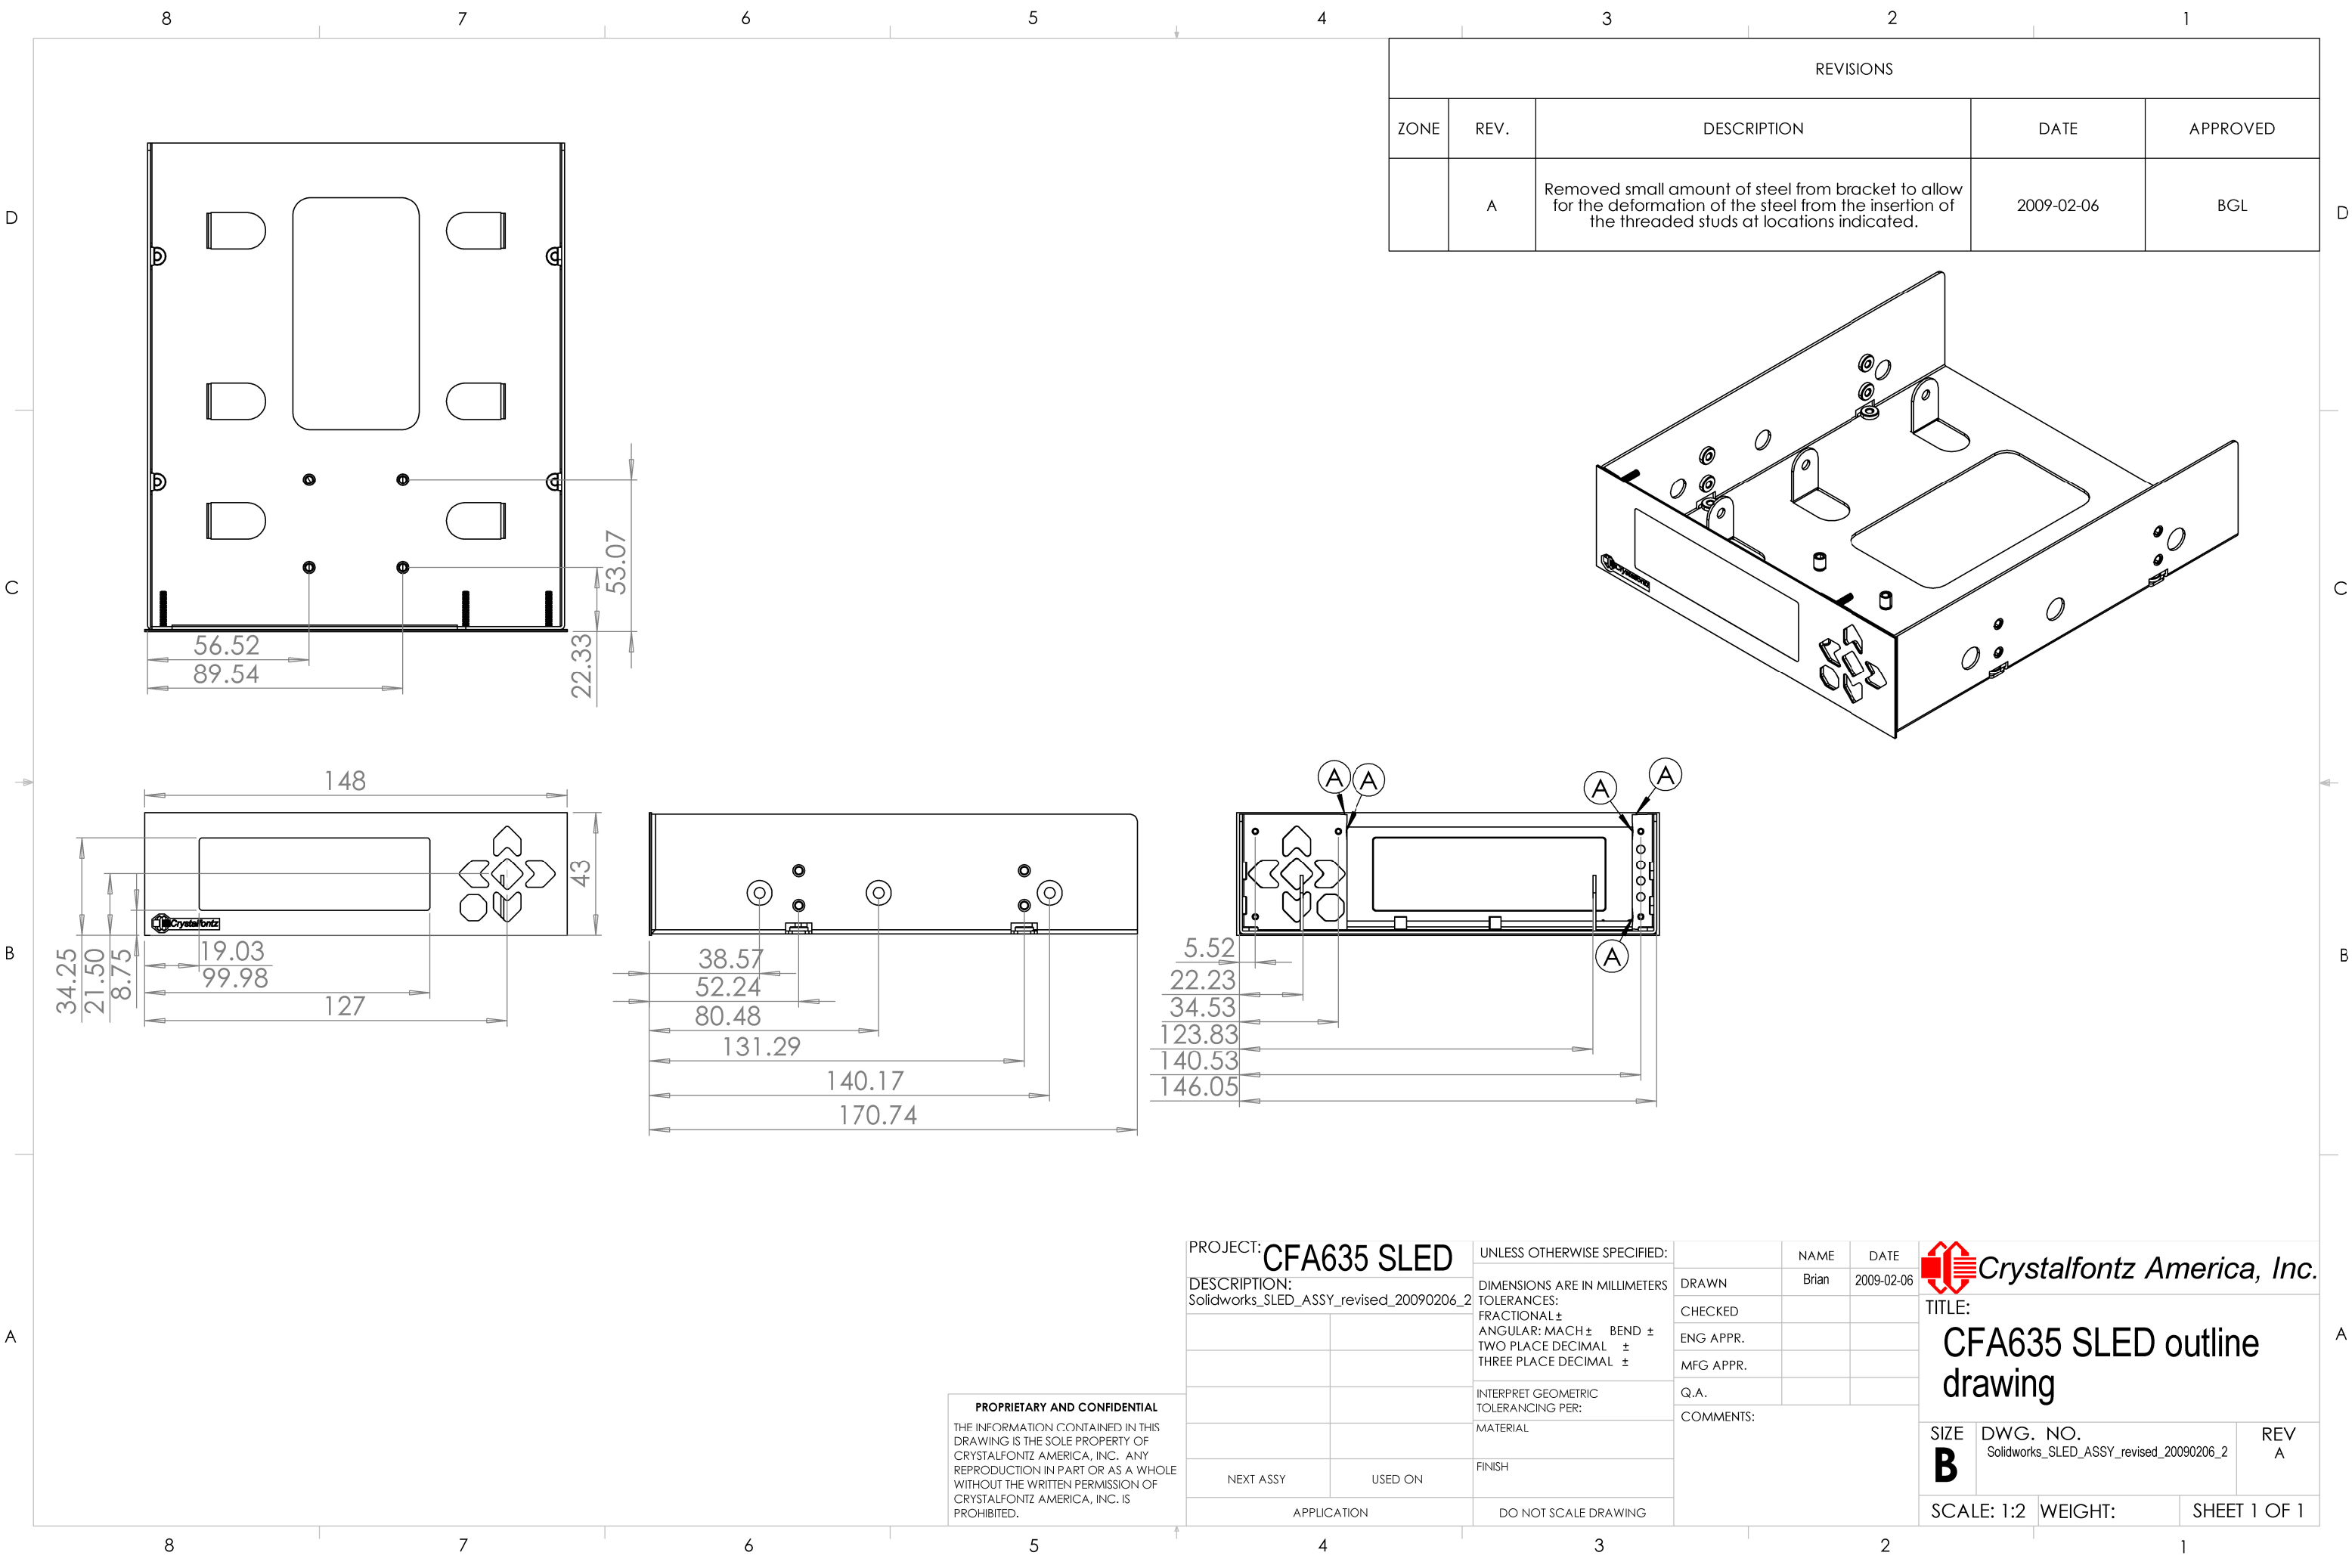 8 7 6 5 4 3 2 1
REVISIONS
ZONE REV. DESCRIPTION DATE APPROVED
A
Removed small amount of steel from bracket to allow
for the deformation of the steel from the insertion of
the threaded studs at locations indicated.
2009-02-06
BGL
D D
C C
53.07
22.33
56.52
89.54
148
43
34.25
21.50
8.75
19.03
99.98
127
Crystalfontz
Crystalfontz
38.57
52.24
80.48
131.29
140.17
170.74
A A A A
A
5.52
22.23
34.53
123.83
140.53
146.05
B B
A A
PROPRIETARY AND CONFIDENTIAL
THE INFORMATION CONTAINED IN THIS
DRAWING IS THE SOLE PROPERTY OF
CRYSTALFONTZ AMERICA, INC. ANY
REPRODUCTION IN PART OR AS A WHOLE
WITHOUT THE WRITTEN PERMISSION OF
CRYSTALFONTZ AMERICA, INC. IS
PROHIBITED.
PROJECT: CFA635 SLED
DESCRIPTION:
Solidworks_SLED_ASSY_revised_20090206_2
NEXT ASSY USED ON
APPLICATION
UNLESS OTHERWISE SPECIFIED:
DIMENSIONS ARE IN MILLIMETERS
TOLERANCES:
FRACTIONAL ±
ANGULAR: MACH ± BEND ±
TWO PLACE DECIMAL ±
THREE PLACE DECIMAL ±
INTERPRET GEOMETRIC
TOLERANCING PER:
MATERIAL
FINISH
DO NOT SCALE DRAWING
NAME DATE
DRAWN Brian 2009-02-06
CHECKED
ENG APPR.
MFG APPR.
Q.A.
COMMENTS:
Crystalfontz America, Inc.
TITLE:
CFA635 SLED outline
drawing
SIZE DWG. NO. REV
B Solidworks_SLED_ASSY_revised_20090206_2 A
SCALE: 1:2 WEIGHT: SHEET 1 OF 1
8 7 6 5 4 3 2 1